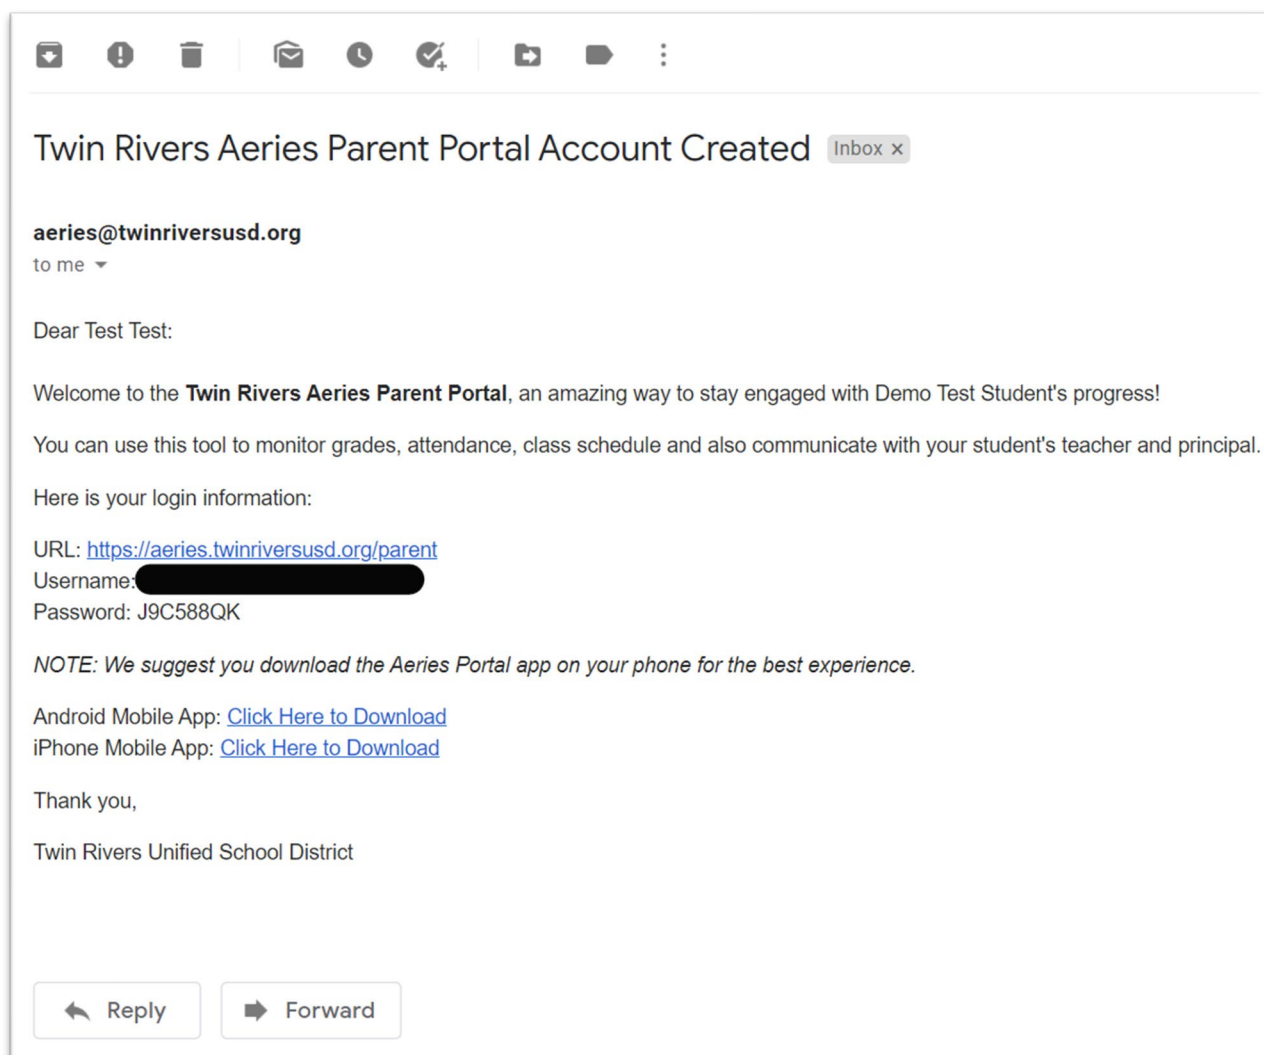 Twin Rivers Aeries Parent Portal Account Created Inbox x
aeries@twinriversusd.org
to me
Dear Test Test:
Welcome to the Twin Rivers Aeries Parent Portal, an amazing way to stay engaged with Demo Test Student's progress!
You can use this tool to monitor grades, attendance, class schedule and also communicate with your student's teacher and principal.
Here is your login information:
URL: https://aeries.twinriversusd.org/parent
Username:
Password: J9C588QK
NOTE: We suggest you download the Aeries Portal app on your phone for the best experience.
Android Mobile App: Click Here to Download
iPhone Mobile App: Click Here to Download
Thank you,
Twin Rivers Unified School District
Reply Forward